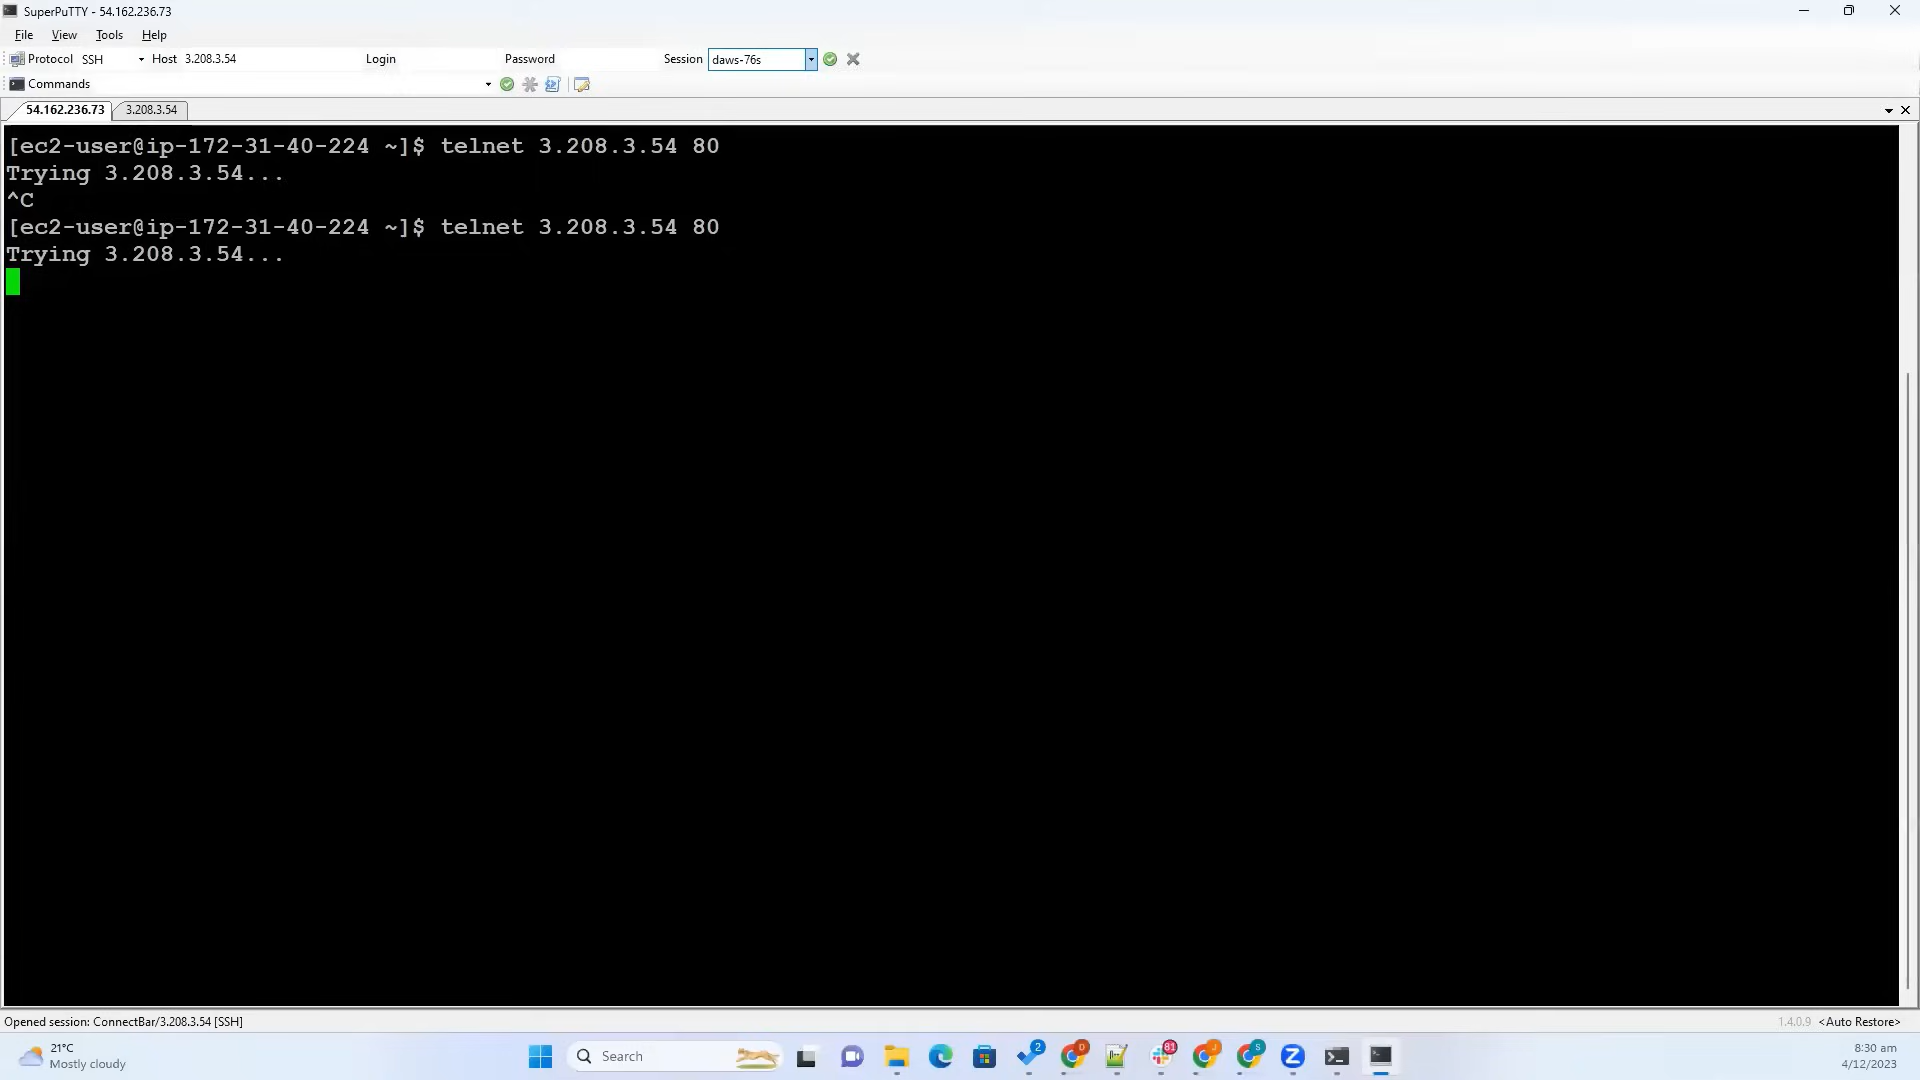 SuperPuTTY - 54.162.236.73
File View Tools Help
Protocol SSH Host 3.208.3.54 Login Password Session daws-76s
Commands
54.162.236.73 3.208.3.54
[ec2-user@ip-172-31-40-224 ~]$ telnet 3.208.3.54 80
Trying 3.208.3.54...
^C
[ec2-user@ip-172-31-40-224 ~]$ telnet 3.208.3.54 80
Trying 3.208.3.54...
Opened session: ConnectBar/3.208.3.54 [SSH] 1.4.0.9 <Auto Restore>
21°C
Mostly cloudy
Search
2
D
81
J
S
Z
8:30 am
4/12/2023